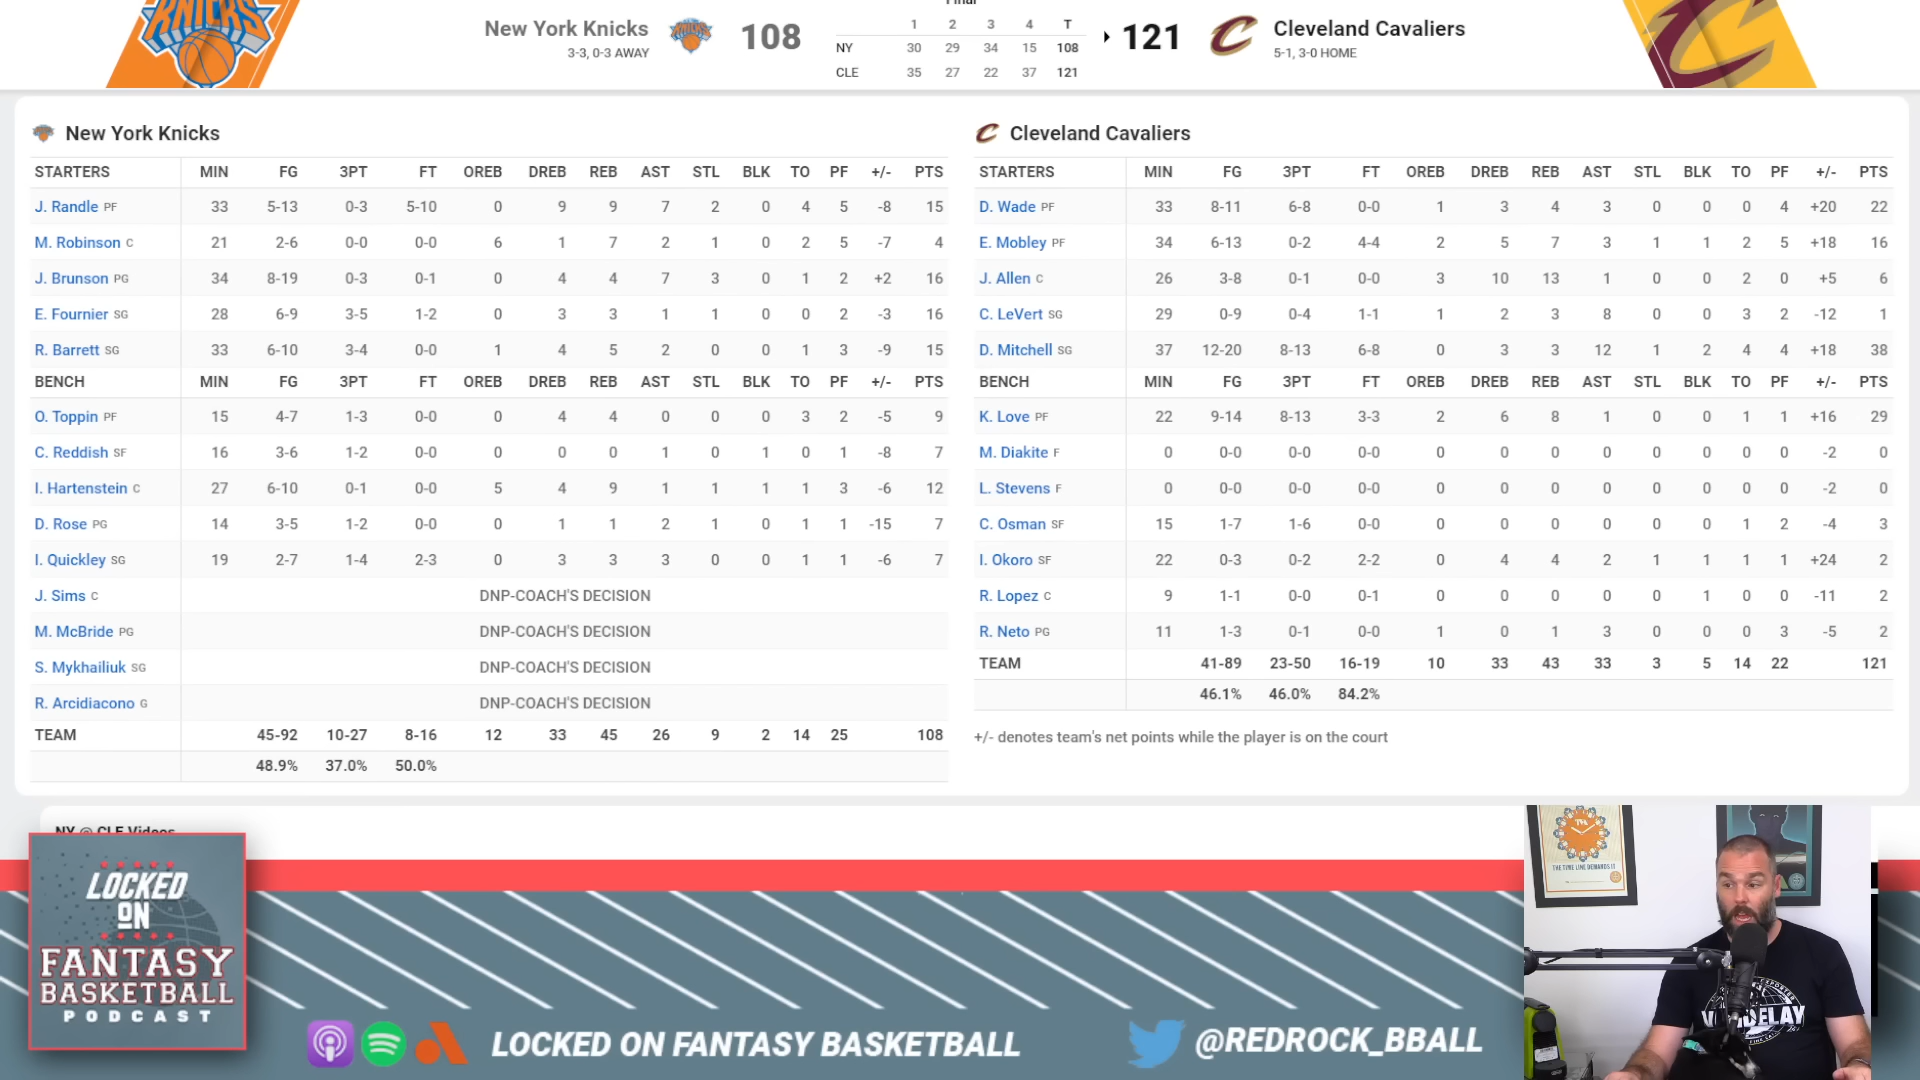 KNICKS
New York Knicks
3-3, 0-3 AWAY
108
Final
1 2 3 4 T
NY 30 29 34 15 108
CLE 35 27 22 37 121
121
Cleveland Cavaliers
5-1, 3-0 HOME
New York Knicks
STARTERS MIN FG 3PT FT OREB DREB REB AST STL BLK TO PF +/- PTS
J. Randle PF 33 5-13 0-3 5-10 0 9 9 7 2 0 4 5 -8 15
M. Robinson C 21 2-6 0-0 0-0 6 1 7 2 1 0 2 5 -7 4
J. Brunson PG 34 8-19 0-3 0-1 0 4 4 7 3 0 1 2 +2 16
E. Fournier SG 28 6-9 3-5 1-2 0 3 3 1 1 0 0 2 -3 16
R. Barrett SG 33 6-10 3-4 0-0 1 4 5 2 0 0 1 3 -9 15
BENCH MIN FG 3PT FT OREB DREB REB AST STL BLK TO PF +/- PTS
O. Toppin PF 15 4-7 1-3 0-0 0 4 4 0 0 0 3 2 -5 9
C. Reddish SF 16 3-6 1-2 0-0 0 0 0 1 0 1 0 1 -8 7
I. Hartenstein C 27 6-10 0-1 0-0 5 4 9 1 1 1 1 3 -6 12
D. Rose PG 14 3-5 1-2 0-0 0 1 1 2 1 0 1 1 -15 7
I. Quickley SG 19 2-7 1-4 2-3 0 3 3 3 0 0 1 1 -6 7
J. Sims C DNP-COACH'S DECISION
M. McBride PG DNP-COACH'S DECISION
S. Mykhailiuk SG DNP-COACH'S DECISION
R. Arcidiacono G DNP-COACH'S DECISION
TEAM 45-92 10-27 8-16 12 33 45 26 9 2 14 25 108
48.9% 37.0% 50.0%
Cleveland Cavaliers
STARTERS MIN FG 3PT FT OREB DREB REB AST STL BLK TO PF +/- PTS
D. Wade PF 33 8-11 6-8 0-0 1 3 4 3 0 0 0 4 +20 22
E. Mobley PF 34 6-13 0-2 4-4 2 5 7 3 1 1 2 5 +18 16
J. Allen C 26 3-8 0-1 0-0 3 10 13 1 0 0 2 0 +5 6
C. LeVert SG 29 0-9 0-4 1-1 1 2 3 8 0 0 3 2 -12 1
D. Mitchell SG 37 12-20 8-13 6-8 0 3 3 12 1 2 4 4 +18 38
BENCH MIN FG 3PT FT OREB DREB REB AST STL BLK TO PF +/- PTS
K. Love PF 22 9-14 8-13 3-3 2 6 8 1 0 0 1 1 +16 29
M. Diakite F 0 0-0 0-0 0-0 0 0 0 0 0 0 0 0 -2 0
L. Stevens F 0 0-0 0-0 0-0 0 0 0 0 0 0 0 0 -2 0
C. Osman SF 15 1-7 1-6 0-0 0 0 0 0 0 0 1 2 -4 3
I. Okoro SF 22 0-3 0-2 2-2 0 4 4 2 1 1 1 1 +24 2
R. Lopez C 9 1-1 0-0 0-1 0 0 0 0 0 1 0 0 -11 2
R. Neto PG 11 1-3 0-1 0-0 1 0 1 3 0 0 0 3 -5 2
TEAM 41-89 23-50 16-19 10 33 43 33 3 5 14 22 121
46.1% 46.0% 84.2%
+/- denotes team's net points while the player is on the court
NY @ CLE Videos
LOCKED
ON
FANTASY
BASKETBALL
PODCAST
LOCKED ON FANTASY BASKETBALL
@REDROCK_BBALL